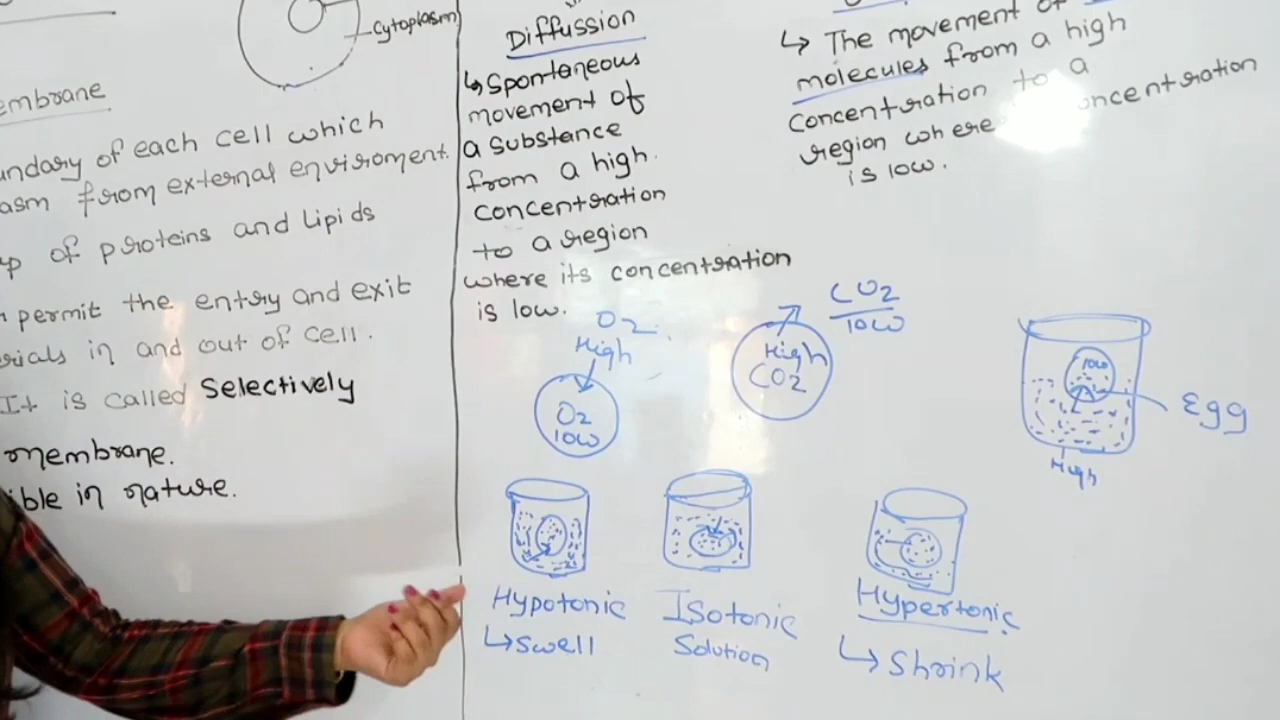 cytoplasm
embrane
undary of each cell which
asm from external enviroment.
up of proteins and Lipids
permit the entry and exit
rials in and out of cell.
It is called Selectively
membrane.
ible in nature.
Diffussion
↳ Spontaneous
movement of
a Substance
from a high
Concentration
to a region
where its concentration
is low.
↳ The movement of
molecules from a high
Concentration to a
region where concentration
is low.
O2
High
O2
low
CO2
low
High
CO2
low
Egg
High
Hypotonic
↳ Swell
Isotonic
Solution
Hypertonic
↳ Shrink